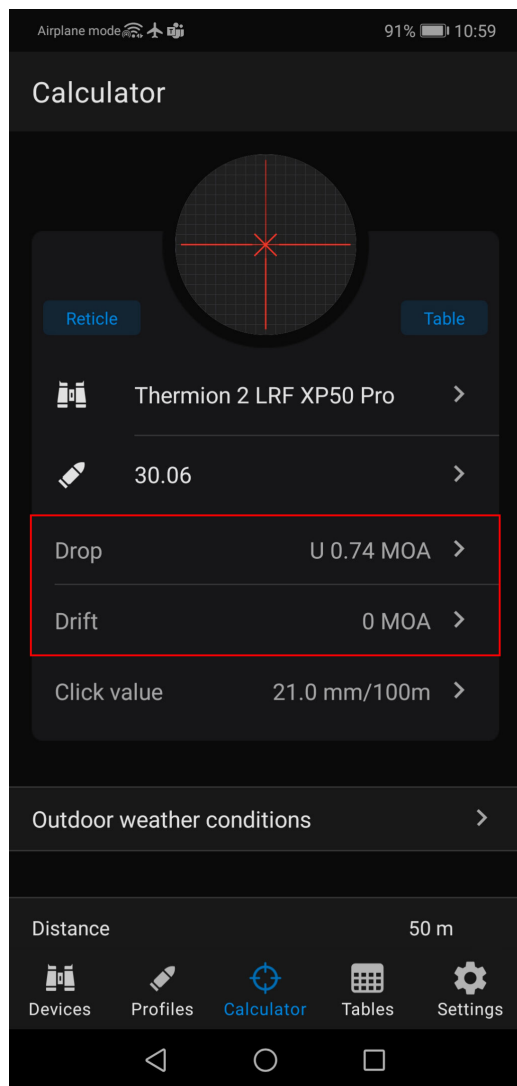 Airplane mode 91% 10:59
Calculator
Reticle Table
Thermion 2 LRF XP50 Pro
30.06
Drop U 0.74 MOA
Drift 0 MOA
Click value 21.0 mm/100m
Outdoor weather conditions
Distance 50 m
Devices Profiles Calculator Tables Settings